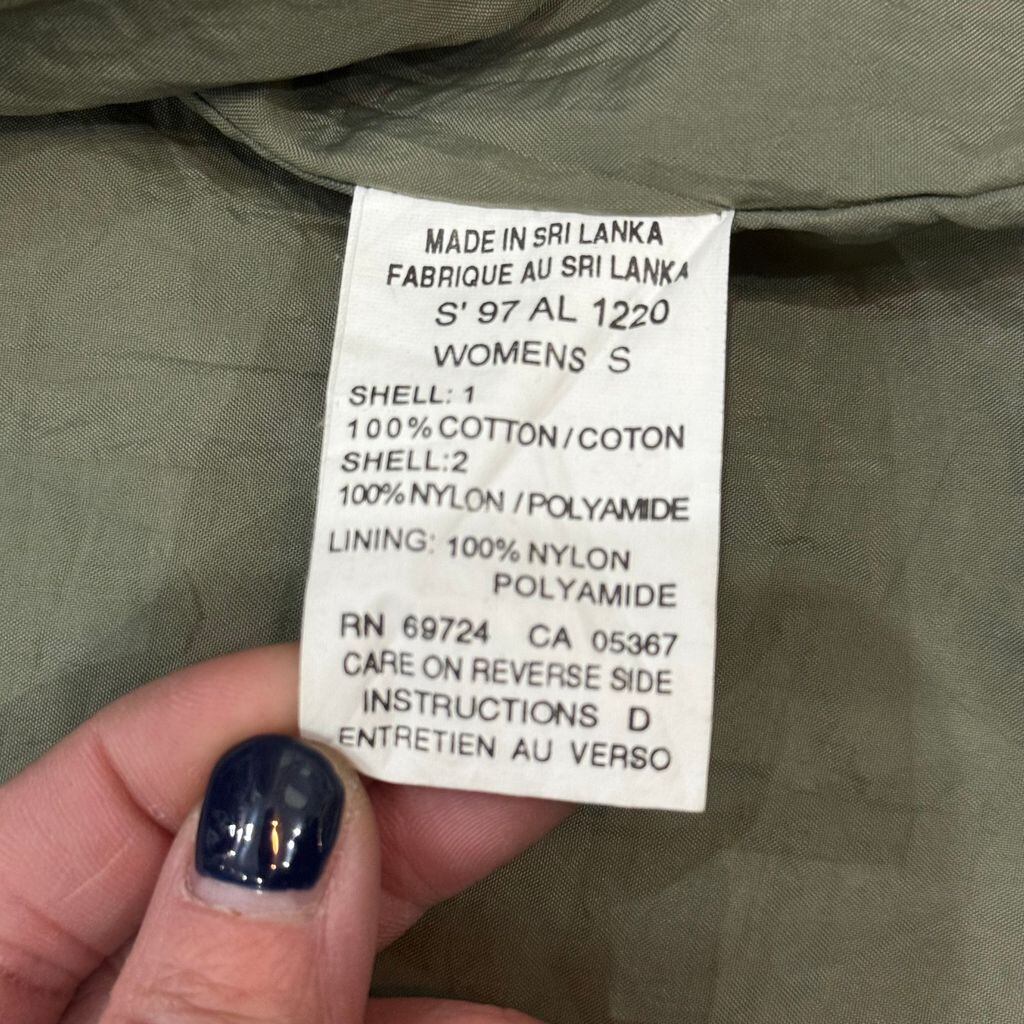 MADE IN SRI LANKA
FABRIQUE AU SRI LANKA
S' 97 AL 1220
WOMENS S
SHELL: 1
100% COTTON / COTON
SHELL:2
100% NYLON / POLYAMIDE
LINING: 100% NYLON
POLYAMIDE
RN 69724 CA 05367
CARE ON REVERSE SIDE
INSTRUCTIONS D
ENTRETIEN AU VERSO